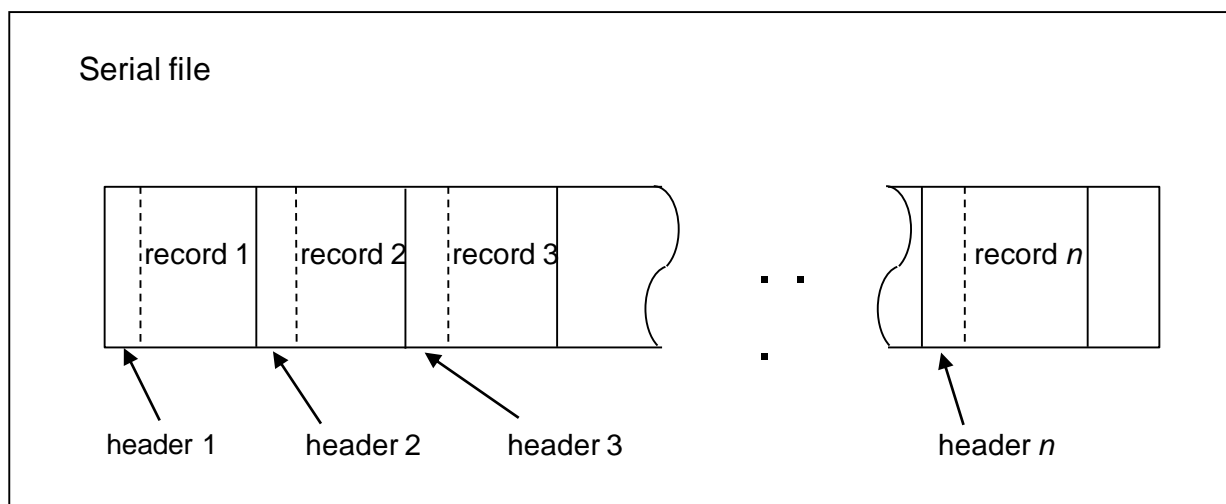 Serial file
record 1 record 2 record 3 record n
. .
.
header 1 header 2 header 3 header n